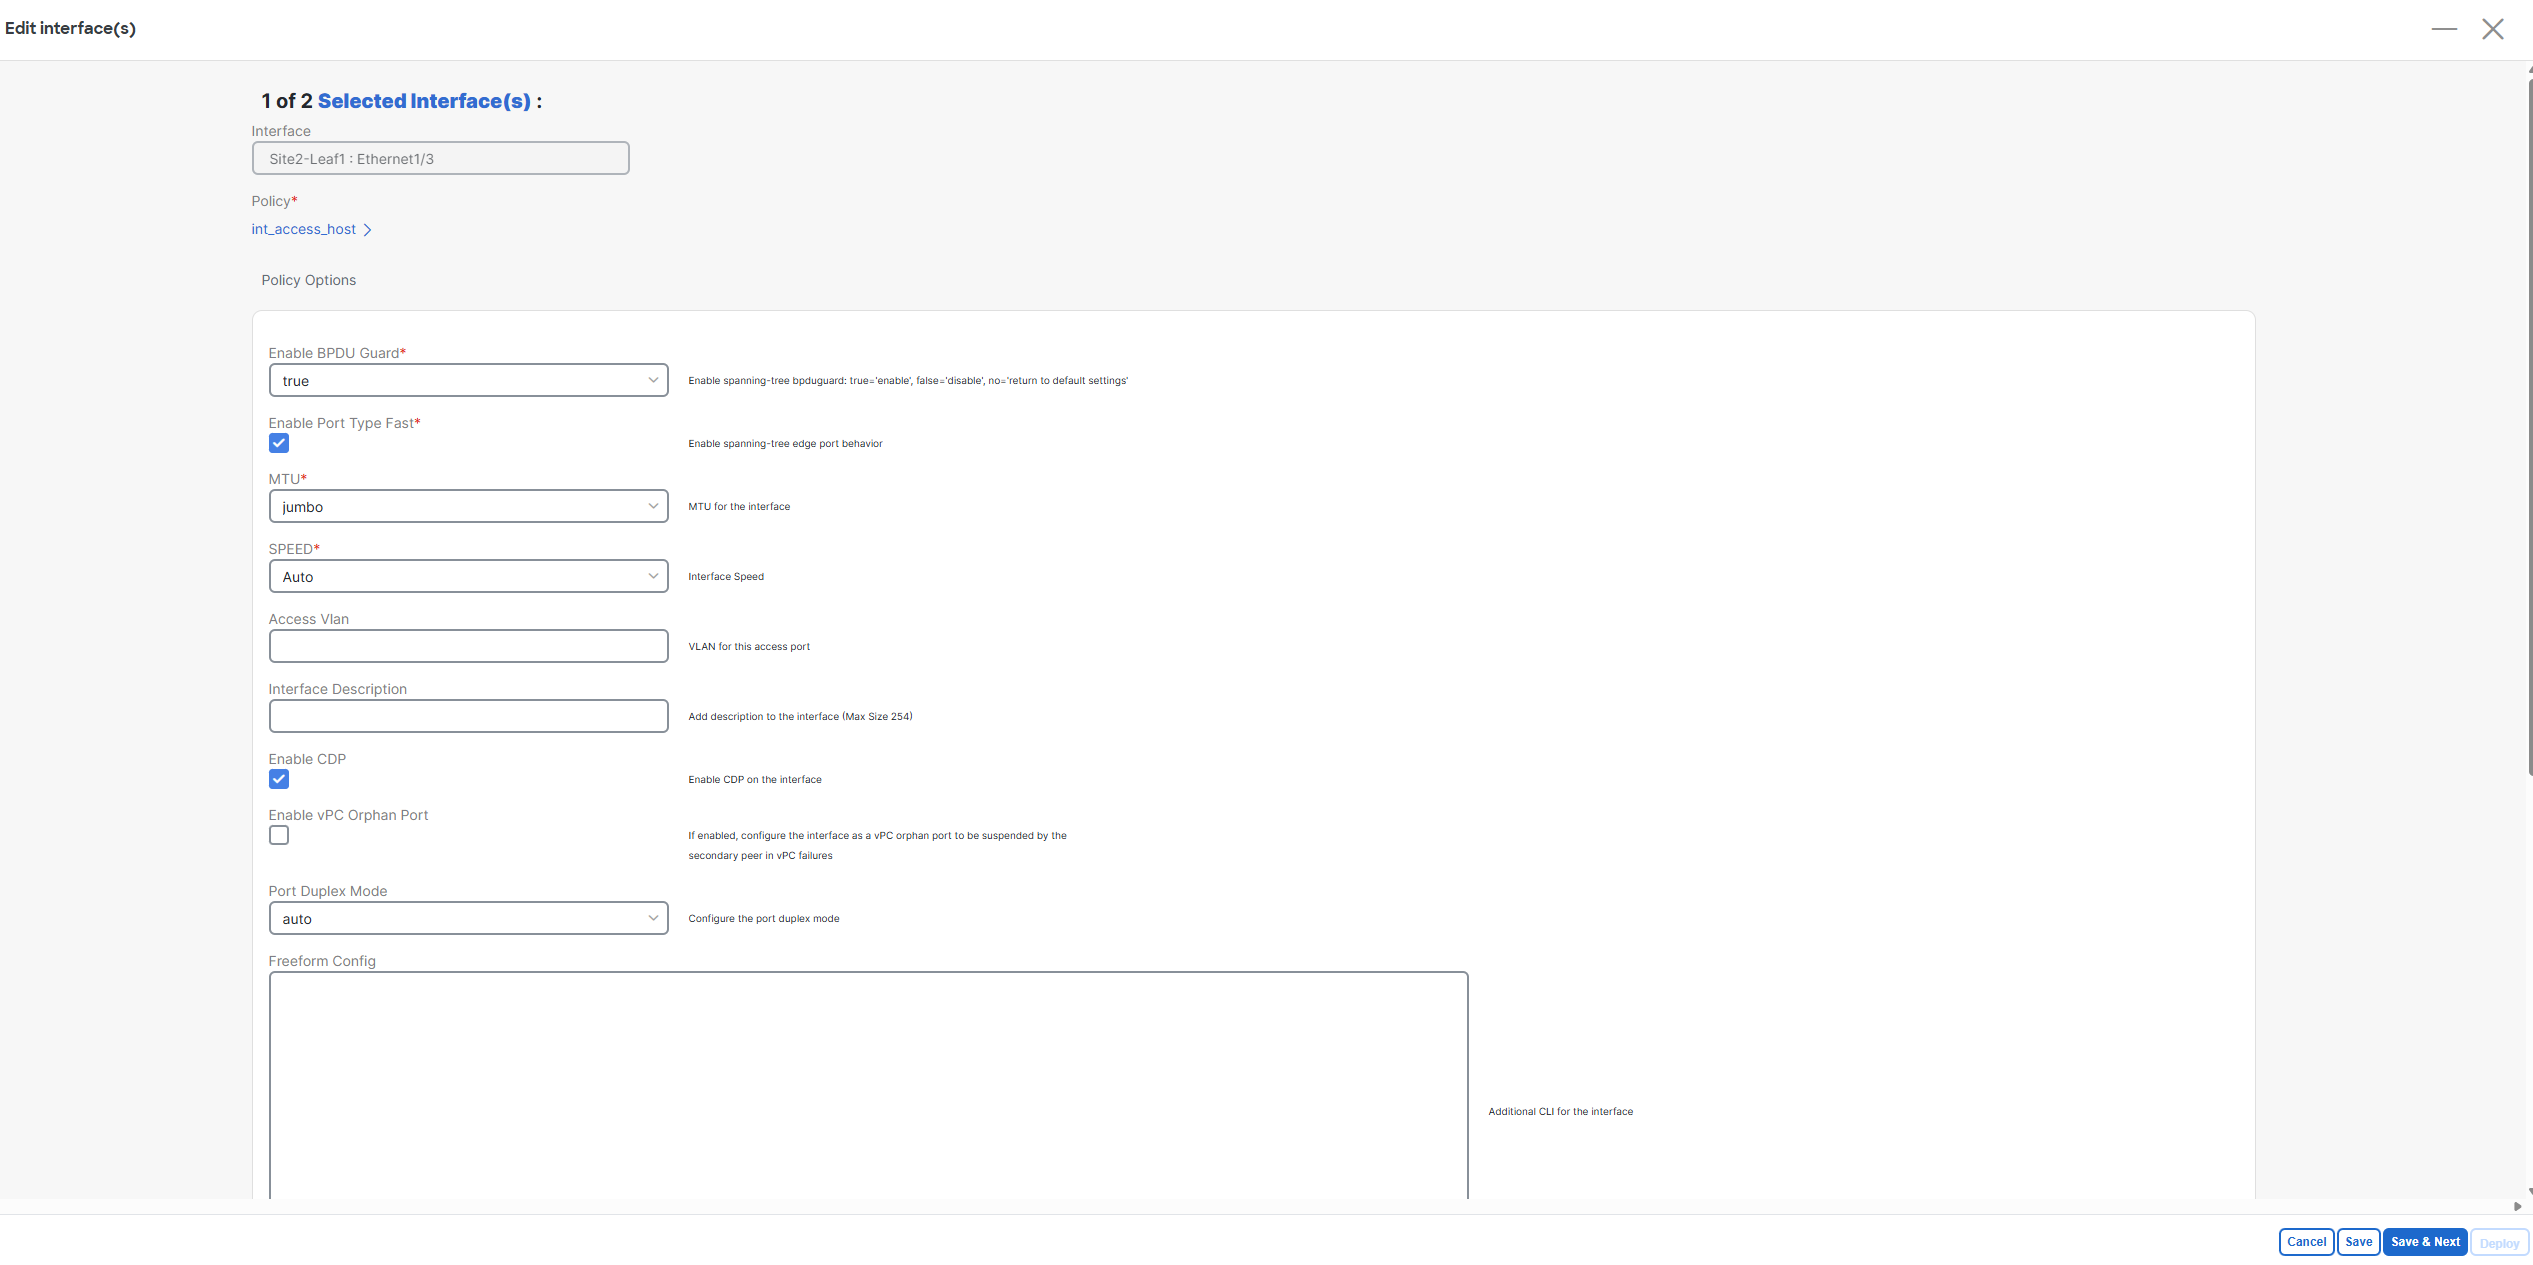 Edit interface(s)
1 of 2 Selected Interface(s) :
Interface
Site2-Leaf1 : Ethernet1/3
Policy*
int_access_host
Policy Options
Enable BPDU Guard*
true
Enable spanning-tree bpduguard: true='enable', false='disable', no='return to default settings'
Enable Port Type Fast*
Enable spanning-tree edge port behavior
MTU*
jumbo
MTU for the interface
SPEED*
Auto
Interface Speed
Access Vlan
VLAN for this access port
Interface Description
Add description to the interface (Max Size 254)
Enable CDP
Enable CDP on the interface
Enable vPC Orphan Port
If enabled, configure the interface as a vPC orphan port to be suspended by the
secondary peer in vPC failures
Port Duplex Mode
auto
Configure the port duplex mode
Freeform Config
Additional CLI for the interface
Cancel Save Save & Next Deploy